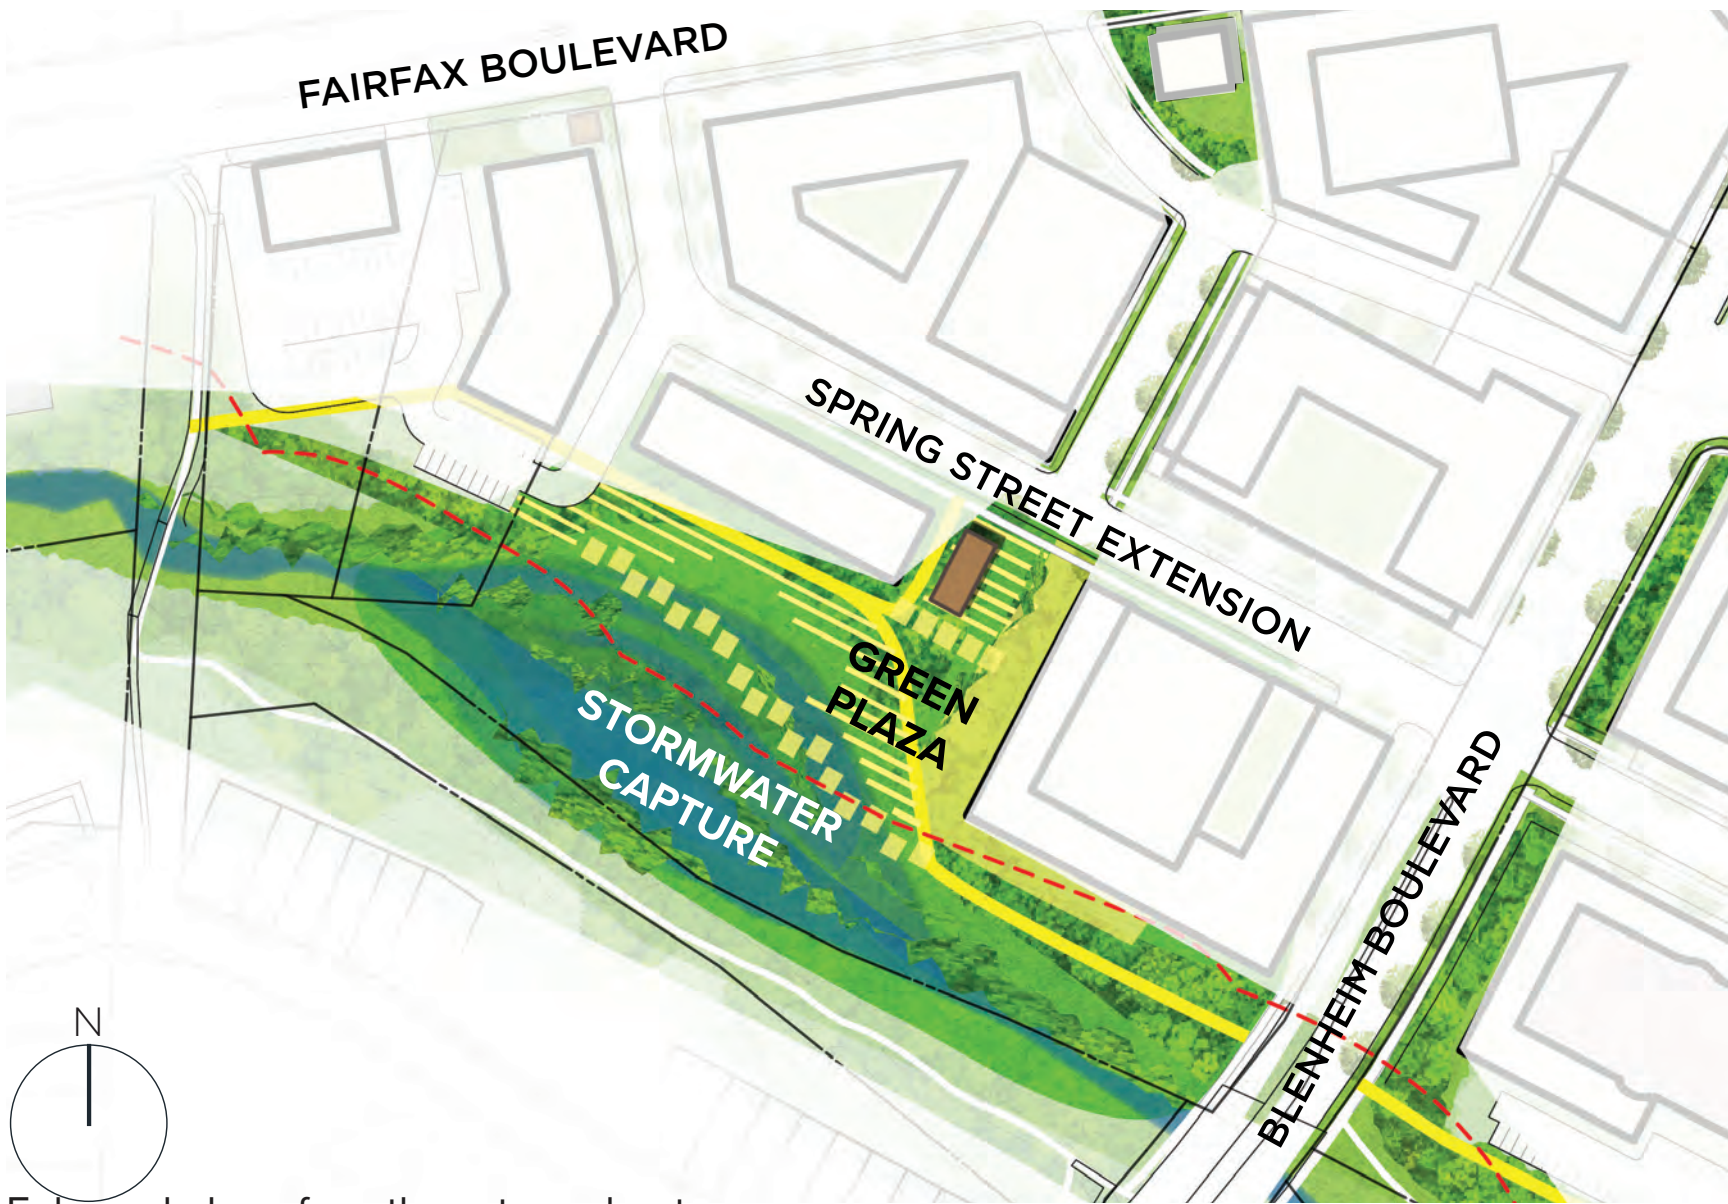 FAIRFAX BOULEVARD
SPRING STREET EXTENSION
GREEN
PLAZA
STORMWATER
CAPTURE
BLENHEIM BOULEVARD
N